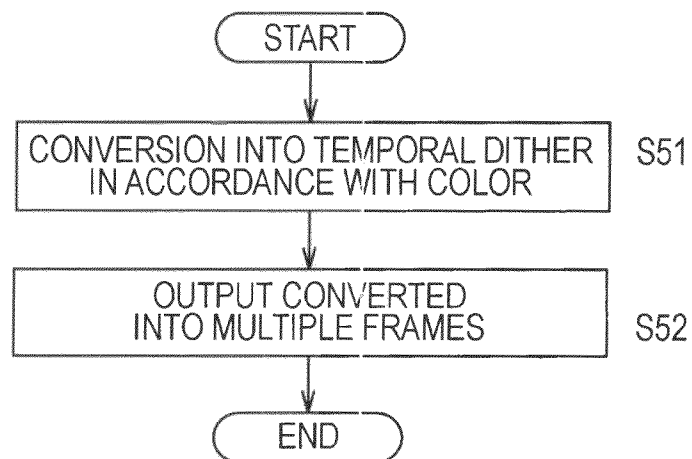 START
CONVERSION INTO TEMPORAL DITHER
IN ACCORDANCE WITH COLOR
S51
OUTPUT CONVERTED
INTO MULTIPLE FRAMES
S52
END